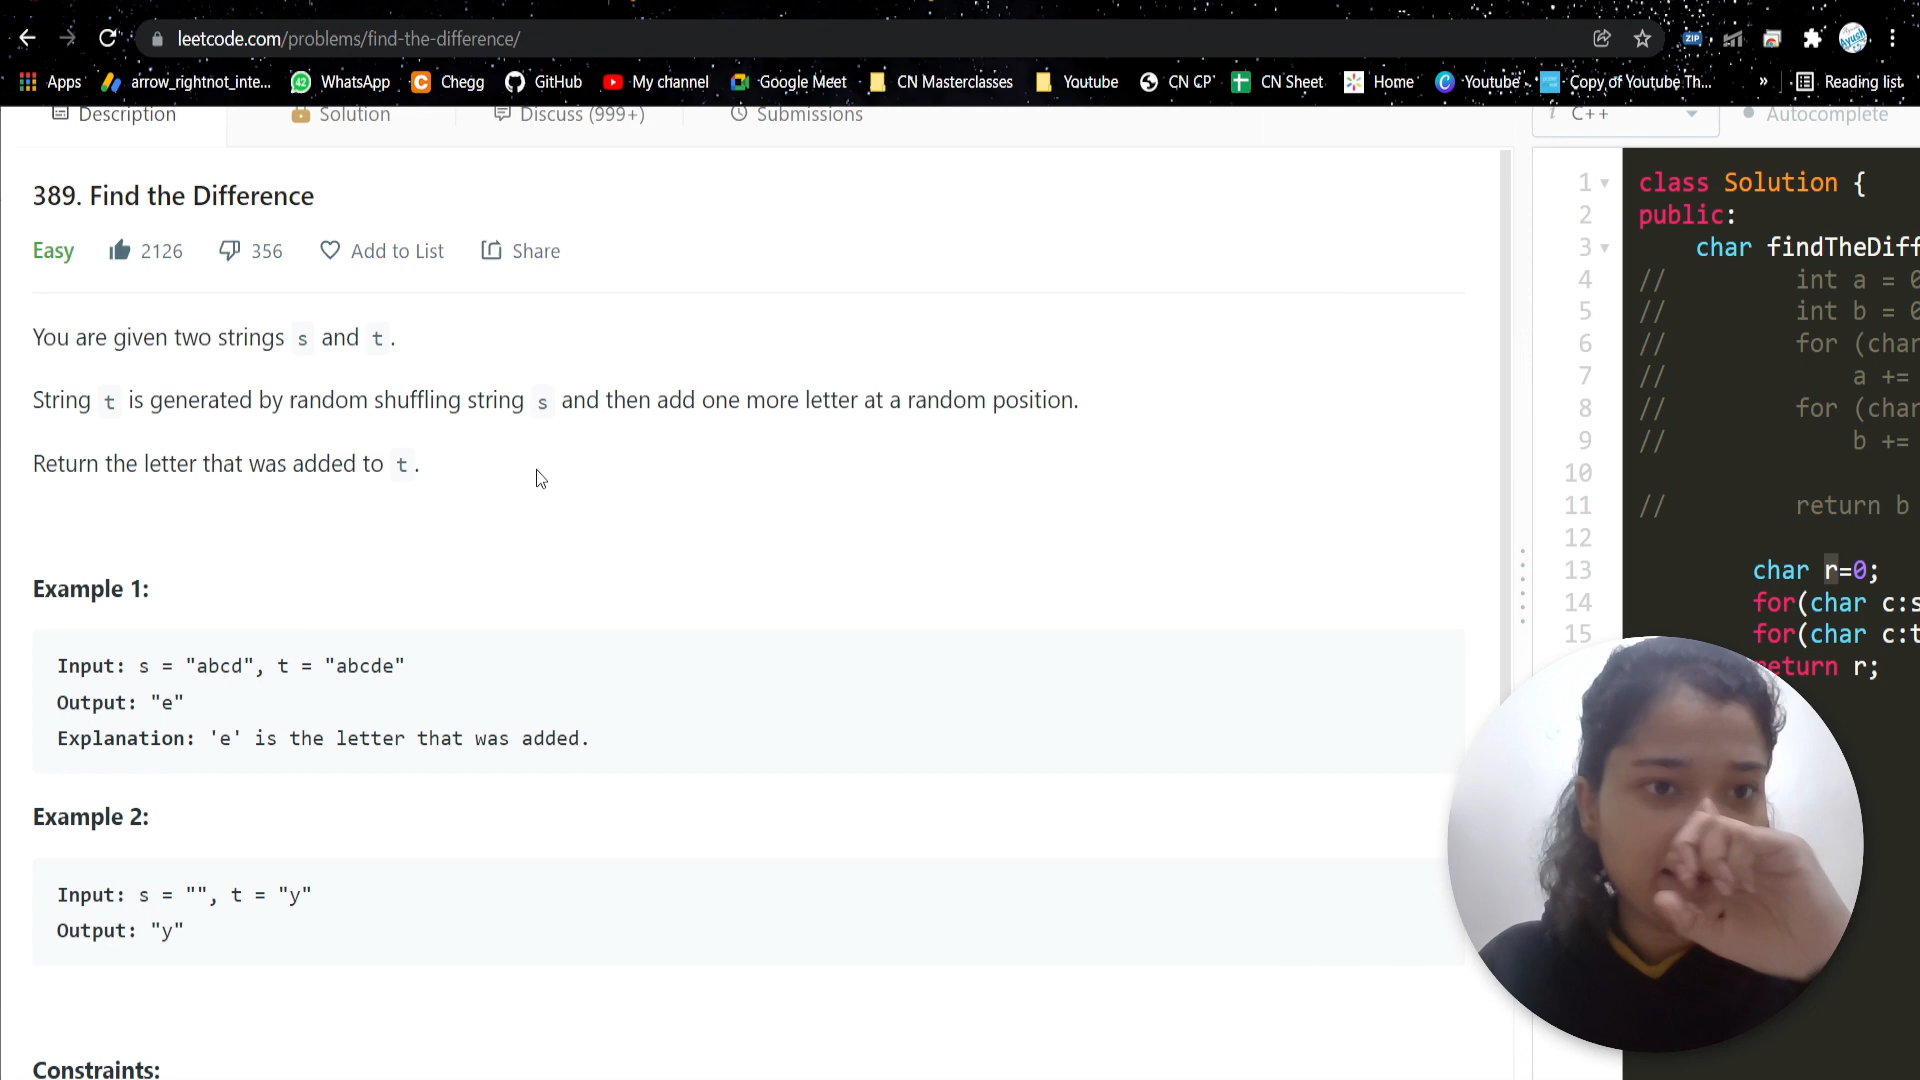 leetcode.com/problems/find-the-difference/
Apps arrow_rightnot_inte... 42 WhatsApp Chegg GitHub My channel Google Meet CN Masterclasses Youtube CN CP CN Sheet Home Youtube Copy of Youtube Th... » Reading list
Description Solution Discuss (999+) Submissions
i C++ Autocomplete
389. Find the Difference
Easy 2126 356 Add to List Share
You are given two strings s and t.
String t is generated by random shuffling string s and then add one more letter at a random position.
Return the letter that was added to t.
Example 1:
Input: s = "abcd", t = "abcde"
Output: "e"
Explanation: 'e' is the letter that was added.
Example 2:
Input: s = "", t = "y"
Output: "y"
Constraints:
1 class Solution {
2 public:
3 char findTheDiff
4 // int a = 0
5 // int b = 0
6 // for (char
7 // a +=
8 // for (char
9 // b +=
10
11 // return b
12
13 char r=0;
14 for(char c:s
15 for(char c:t
return r;